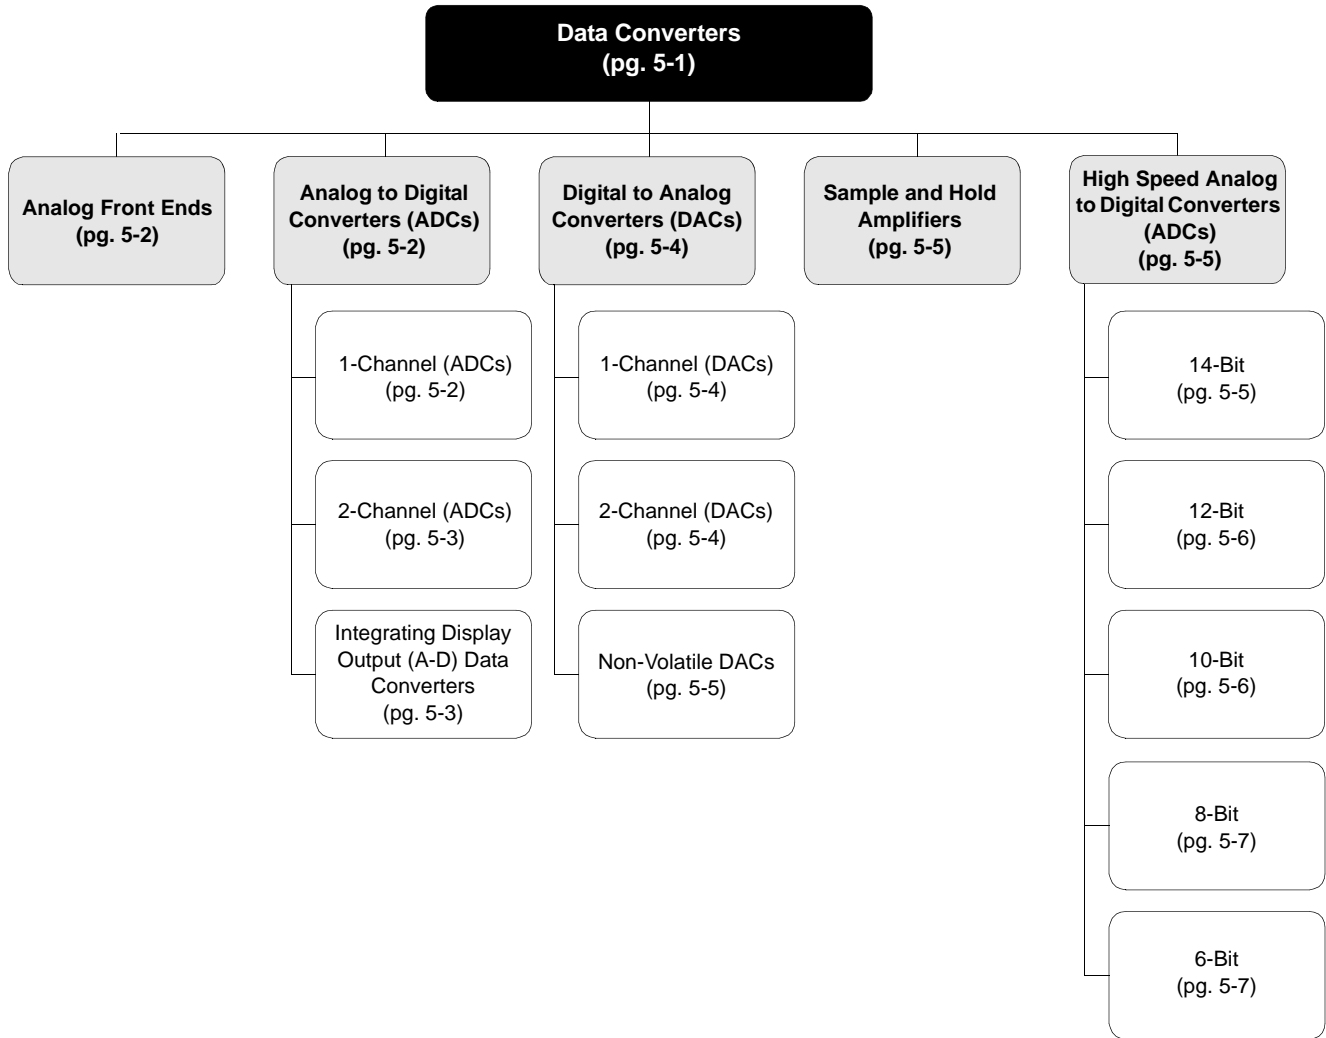 Data Converters
(pg. 5-1)
Analog Front Ends
(pg. 5-2)
Analog to Digital
Converters (ADCs)
(pg. 5-2)
Digital to Analog
Converters (DACs)
(pg. 5-4)
Sample and Hold
Amplifiers
(pg. 5-5)
High Speed Analog
to Digital Converters
(ADCs)
(pg. 5-5)
1-Channel (ADCs)
(pg. 5-2)
2-Channel (ADCs)
(pg. 5-3)
Integrating Display
Output (A-D) Data
Converters
(pg. 5-3)
1-Channel (DACs)
(pg. 5-4)
2-Channel (DACs)
(pg. 5-4)
Non-Volatile DACs
(pg. 5-5)
14-Bit
(pg. 5-5)
12-Bit
(pg. 5-6)
10-Bit
(pg. 5-6)
8-Bit
(pg. 5-7)
6-Bit
(pg. 5-7)